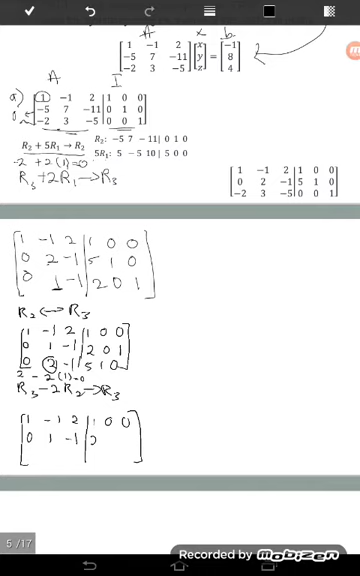 A x b
[1 -1 2; -5 7 -11; -2 3 -5] [x; y; z] = [-1; 8; 4]
A I
a) [1 -1 2 | 1 0 0]
[-5 7 -11 | 0 1 0]
[-2 3 -5 | 0 0 1]
R₂ + 5R₁ → R₂ R₂: -5 7 -11 | 0 1 0
-2 + 2(1) = 0 5R₁: 5 -5 10 | 5 0 0
R₃ + 2R₁ → R₃
[1 -1 2 | 1 0 0]
[0 2 -1 | 5 1 0]
[-2 3 -5 | 0 0 1]
[1 -1 2 | 1 0 0]
[0 2 -1 | 5 1 0]
[0 1 -1 | 2 0 1]
R₂ ↔ R₃
[1 -1 2 | 1 0 0]
[0 1 -1 | 2 0 1]
[0 2 -1 | 5 1 0]
2 - 2(1) = 0
R₃ - 2R₂ → R₃
[1 -1 2 | 1 0 0]
[0 1 -1 | 2
5 / 17
Recorded by Mobizen